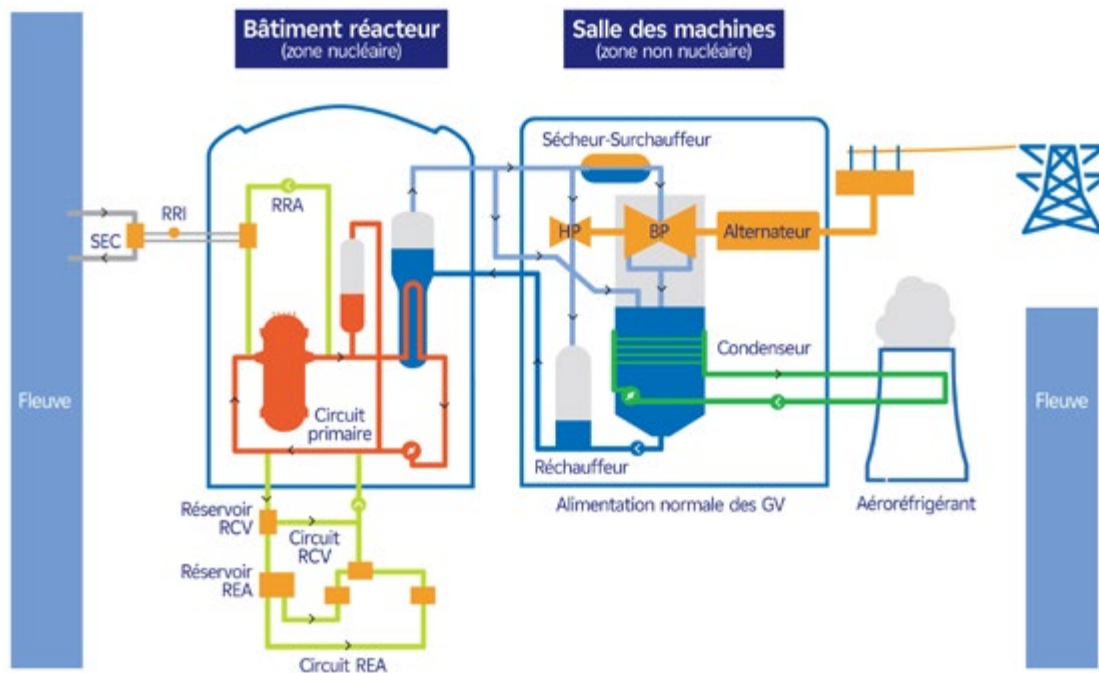 Bâtiment réacteur
(zone nucléaire)
Salle des machines
(zone non nucléaire)
Sécheur-Surchauffeur
RRA
RRI
SEC
HP
BP
Alternateur
Fleuve
Circuit
primaire
Condenseur
Fleuve
Réchauffeur
Alimentation normale des GV
Aéroréfrigérant
Réservoir
RCV
Circuit
RCV
Réservoir
REA
Circuit REA